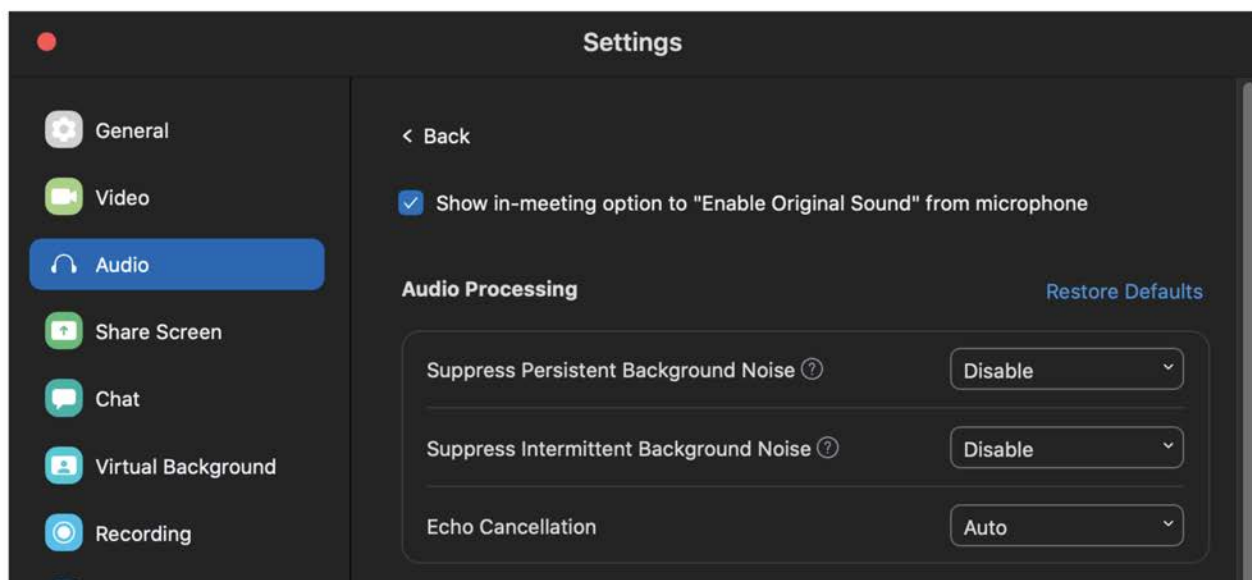 Settings
General
Video
Audio
Share Screen
Chat
Virtual Background
Recording
< Back
Show in-meeting option to "Enable Original Sound" from microphone
Audio Processing
Restore Defaults
Suppress Persistent Background Noise ?
Disable
Suppress Intermittent Background Noise ?
Disable
Echo Cancellation
Auto